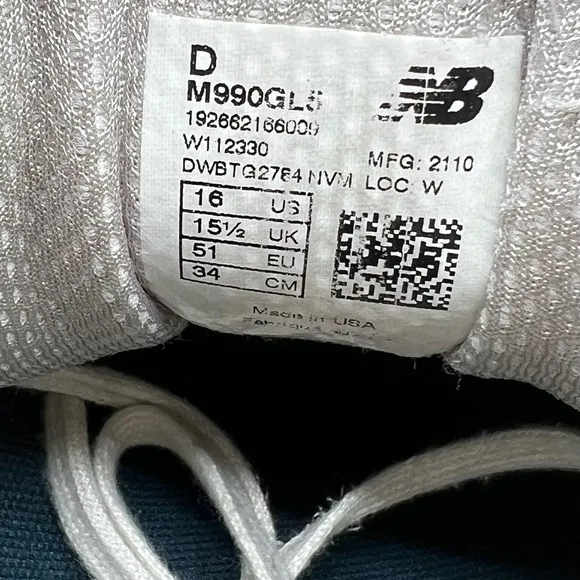 D
M990GL5
NB
192662166009
W112330
MFG: 2110
DWBTG2784 NVM LOC: W
16 US
15½ UK
51 EU
34 CM
Made in USA